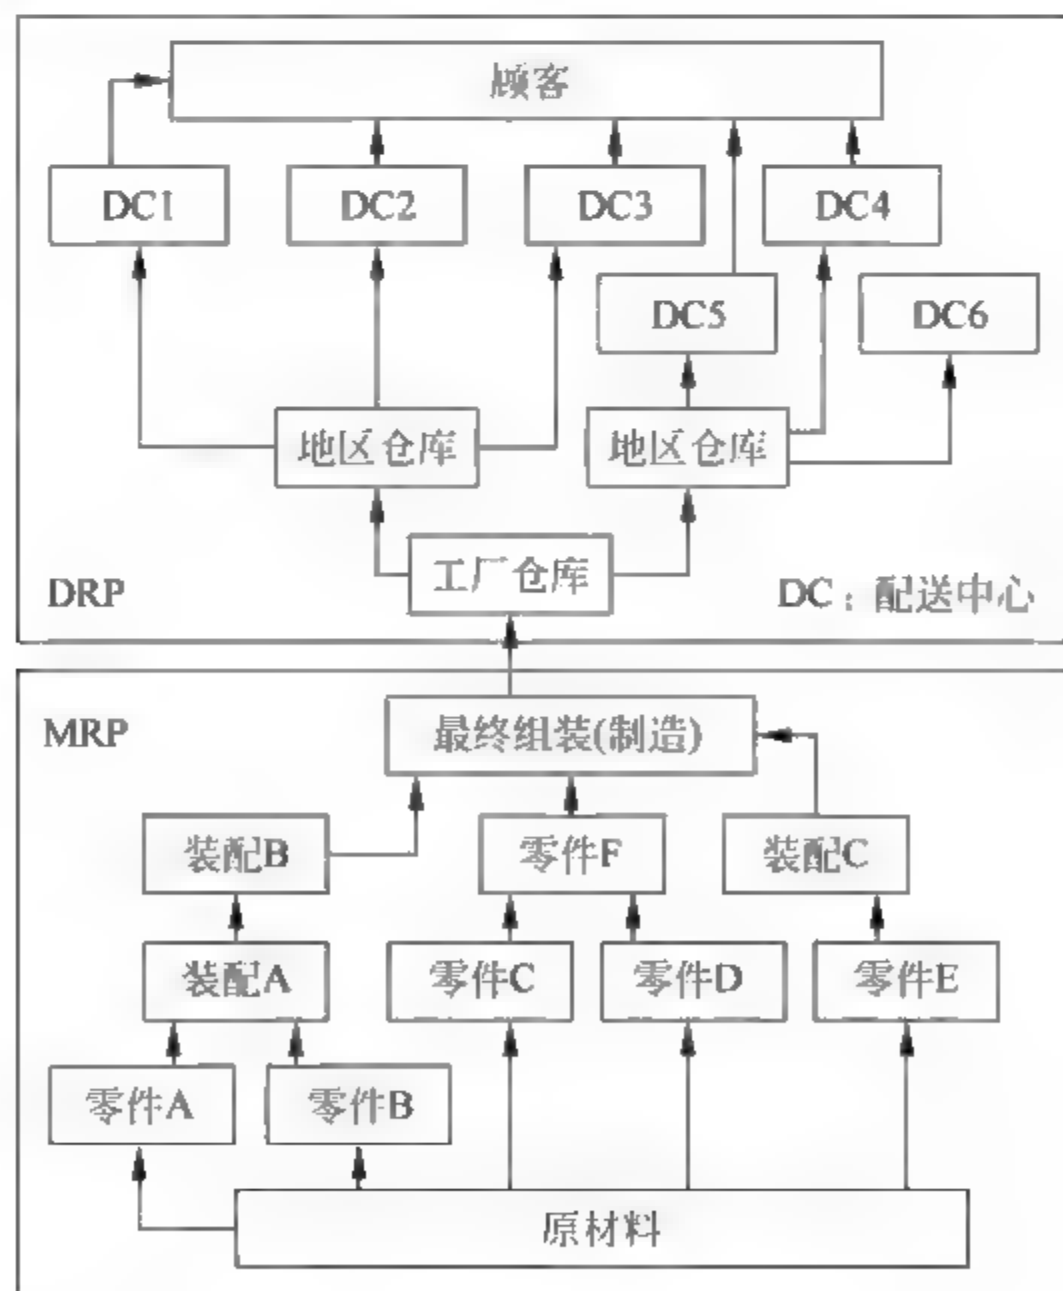 顾客
DC1
DC2
DC3
DC4
DC5
DC6
地区仓库
地区仓库
工厂仓库
DRP
DC：配送中心
MRP
最终组装(制造)
装配B
零件F
装配C
装配A
零件C
零件D
零件E
零件A
零件B
原材料